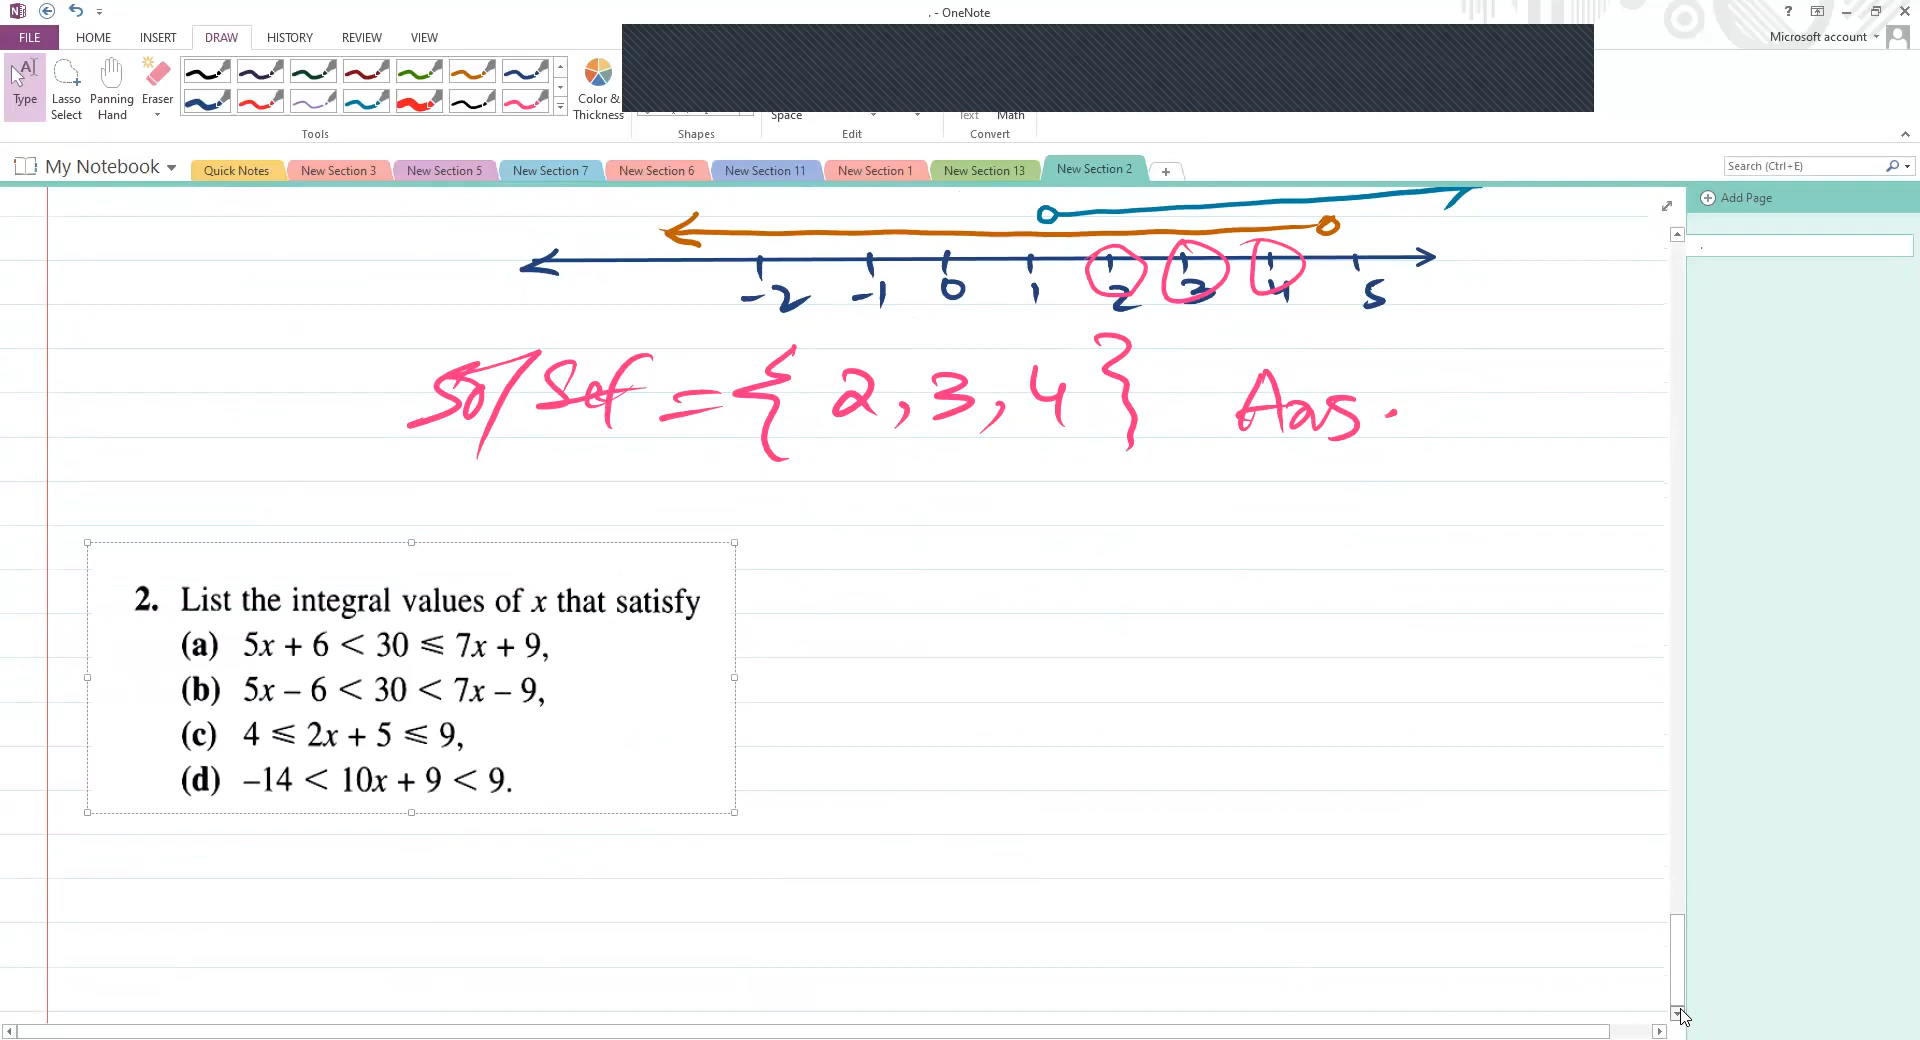 . - OneNote
?
Microsoft account
FILE HOME INSERT DRAW HISTORY REVIEW VIEW
Type
Lasso Select
Panning Hand
Eraser
Color & Thickness
Space
Text
Math
Tools
Shapes
Edit
Convert
My Notebook
Quick Notes
New Section 3
New Section 5
New Section 7
New Section 6
New Section 11
New Section 1
New Section 13
New Section 2
Search (Ctrl+E)
Add Page
.
-2 -1 0 1 2 3 4 5
Sol Set = { 2, 3, 4 } Ans.
2. List the integral values of x that satisfy
(a) 5x + 6 < 30 ⩽ 7x + 9,
(b) 5x – 6 < 30 < 7x – 9,
(c) 4 ⩽ 2x + 5 ⩽ 9,
(d) –14 < 10x + 9 < 9.